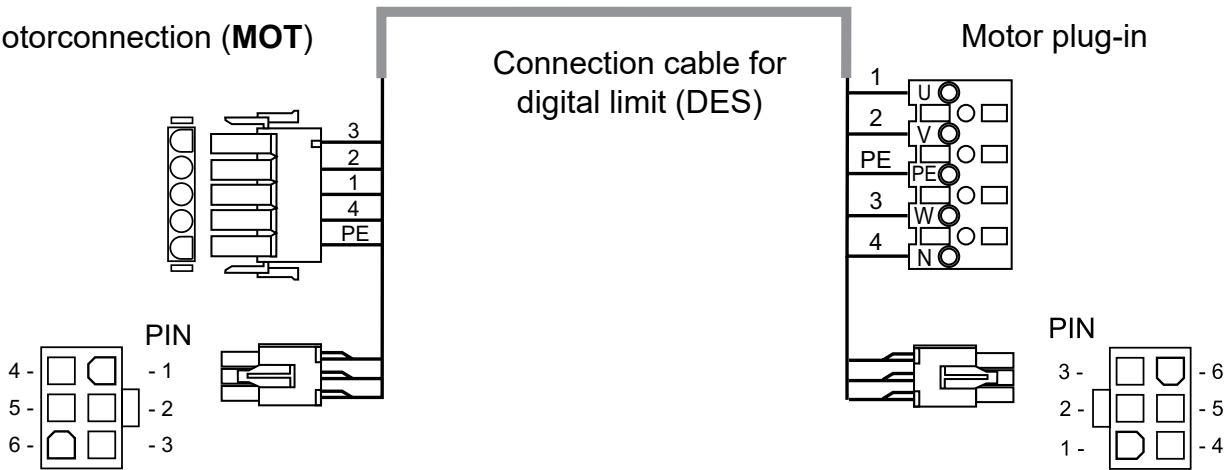 otorconnection (MOT)
Connection cable for
digital limit (DES)
Motor plug-in
3
2
1
4
PE
1
2
PE
3
4
U
V
PE
W
N
PIN
4 - - 1
5 - - 2
6 - - 3
PIN
3 - - 6
2 - - 5
1 - - 4